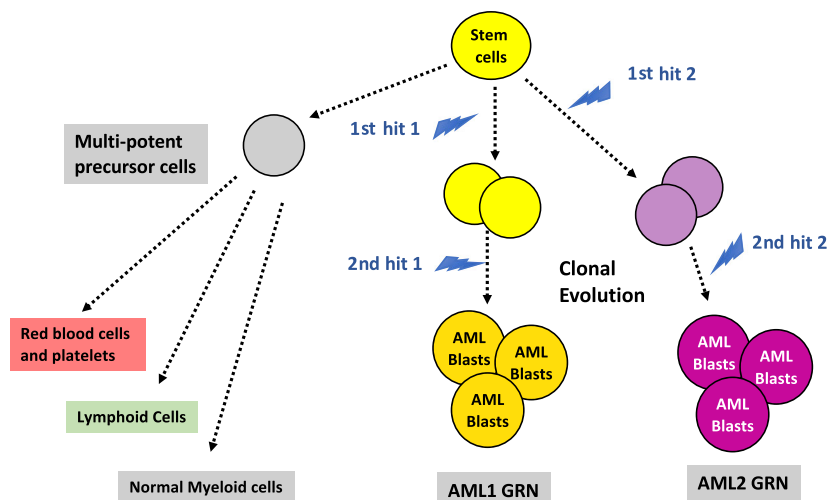 Stem
cells
1st hit 2
1st hit 1
Multi-potent
precursor cells
2nd hit 2
2nd hit 1
Clonal
Evolution
Red blood cells
and platelets
AML
Blasts
AML
Blasts
AML
Blasts
AML
Blasts
AML
Blasts
AML
Blasts
Lymphoid Cells
Normal Myeloid cells
AML1 GRN
AML2 GRN